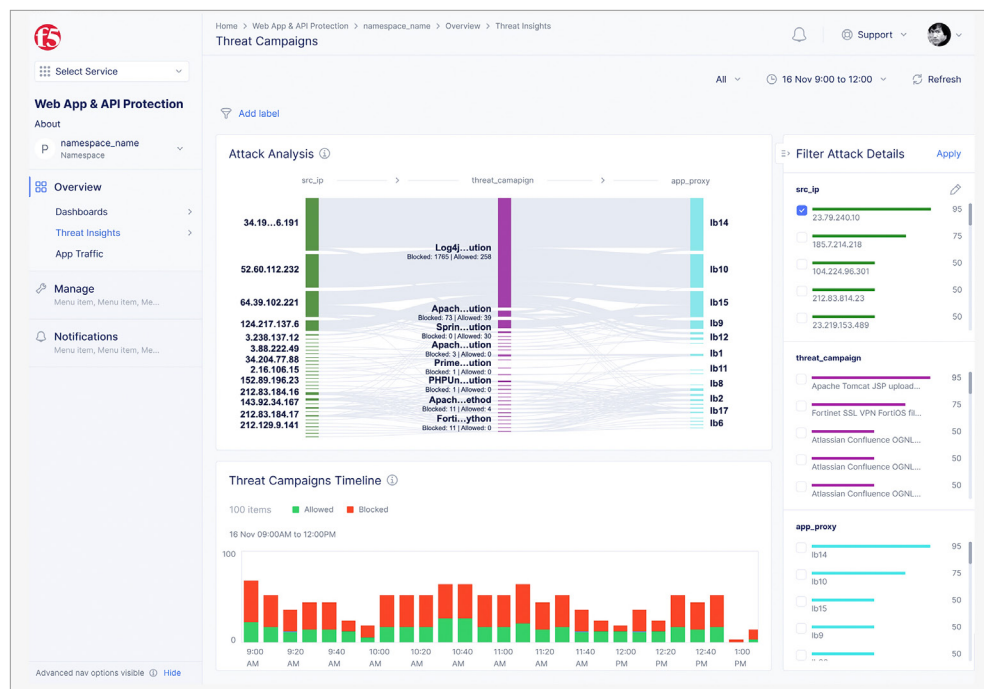 f5
Home > Web App & API Protection > namespace_name > Overview > Threat Insights
Threat Campaigns
Support
Select Service
All
16 Nov 9:00 to 12:00
Refresh
Web App & API Protection
About
P
namespace_name
Namespace
Add label
Overview
Dashboards
Threat Insights
App Traffic
Manage
Menu item, Menu item, Me...
Notifications
Menu item, Menu item, Me...
Advanced nav options visible
Hide
Attack Analysis
src_ip > threat_camapign > app_proxy
34.19...6.191
52.60.112.232
64.39.102.221
124.217.137.6
3.238.137.12
3.88.222.49
34.204.77.88
2.16.106.15
152.89.196.23
212.83.184.16
143.92.34.167
212.83.184.17
212.129.9.141
Log4j...ution
Blocked: 1765 | Allowed: 258
Apach...ution
Blocked: 73 | Allowed: 39
Sprin...ution
Blocked: 0 | Allowed: 30
Apach...ution
Blocked: 3 | Allowed: 0
Prime...ution
Blocked: 1 | Allowed: 0
PHPUn...ution
Blocked: 1 | Allowed: 0
Apach...ethod
Blocked: 11 | Allowed: 4
Forti...ython
Blocked: 11 | Allowed: 0
lb14
lb10
lb15
lb9
lb12
lb1
lb11
lb8
lb2
lb17
lb6
Threat Campaigns Timeline
100 items
Allowed
Blocked
16 Nov 09:00AM to 12:00PM
100
0
9:00 AM
9:20 AM
9:40 AM
10:00 AM
10:20 AM
10:40 AM
11:00 AM
11:20 AM
11:40 AM
12:00 PM
12:20 PM
12:40 PM
1:00 PM
Filter Attack Details
Apply
src_ip
95
23.79.240.10
75
185.7.214.218
50
104.224.96.301
50
212.83.814.23
50
23.219.153.489
threat_campaign
95
Apache Tomcat JSP upload...
75
Fortinet SSL VPN FortiOS fil...
50
Atlassian Confluence OGNL...
50
Atlassian Confluence OGNL...
50
Atlassian Confluence OGNL...
app_proxy
95
lb14
75
lb10
50
lb15
50
lb9
50